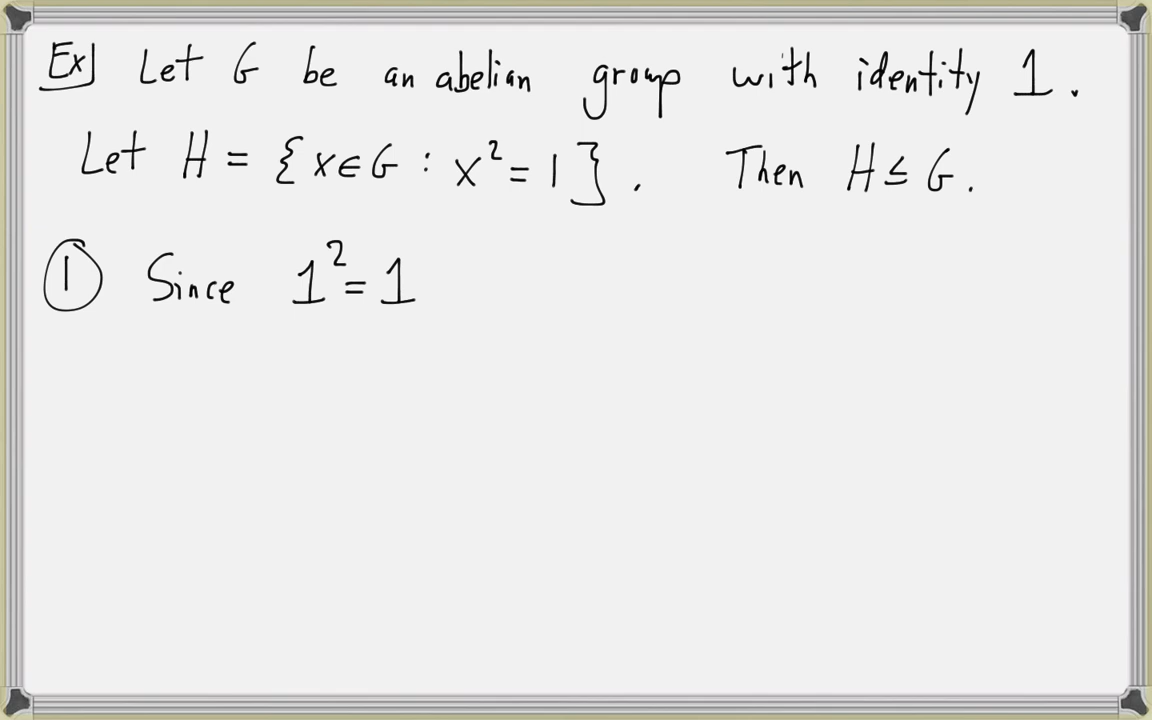 Ex] Let G be an abelian group with identity 1.
Let H = {x ∈ G : x² = 1}. Then H ≤ G.
① Since 1² = 1